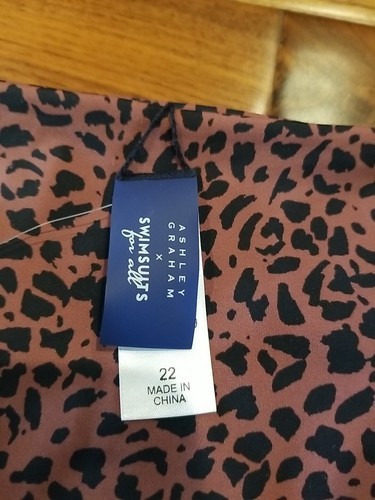 ASHLEY
GRAHAM
x
SWIMSUITS
for all
22
MADE IN
CHINA